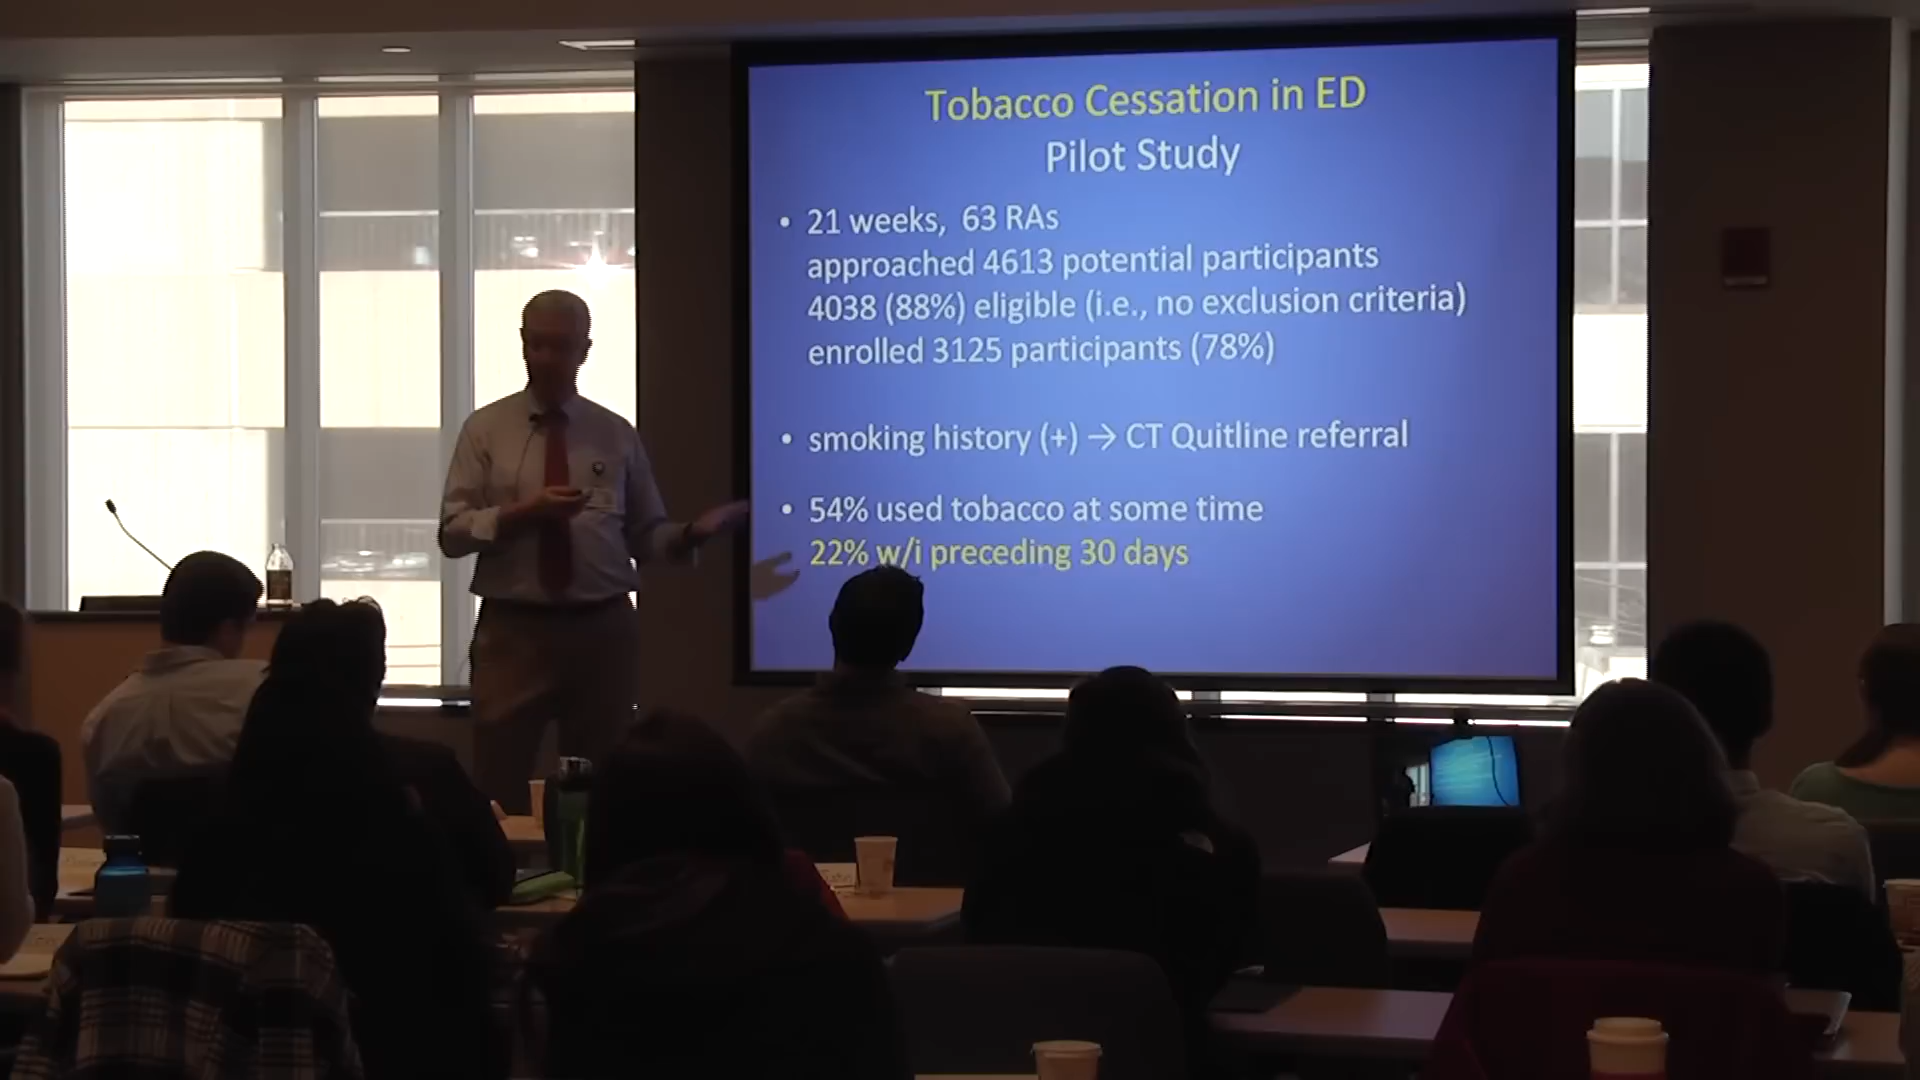 Tobacco Cessation in ED
Pilot Study
• 21 weeks, 63 RAs
approached 4613 potential participants
4038 (88%) eligible (i.e., no exclusion criteria)
enrolled 3125 participants (78%)
• smoking history (+) → CT Quitline referral
• 54% used tobacco at some time
22% w/i preceding 30 days